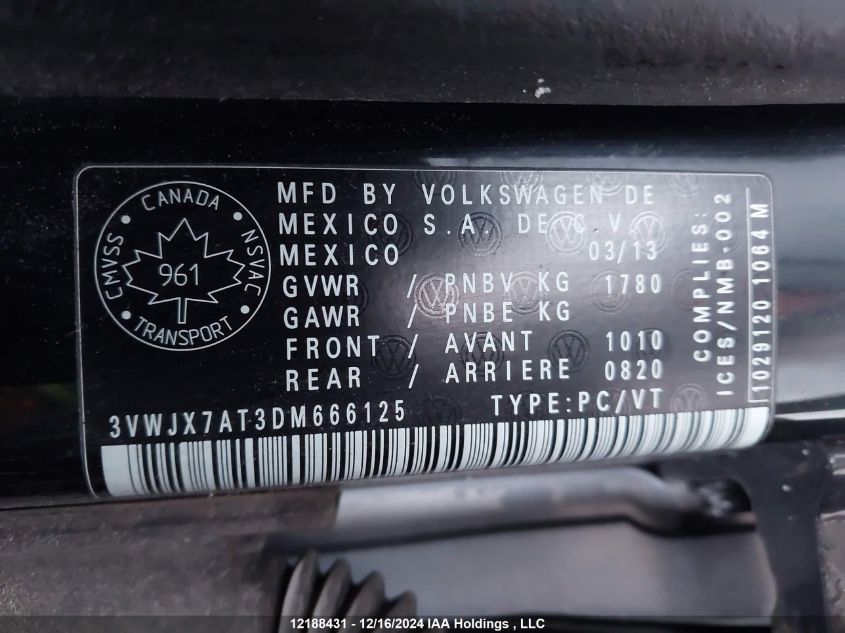 CANADA
CMVSS
NSVAC
961
TRANSPORT
MFD BY VOLKSWAGEN DE
MEXICO S.A. DE C.V.
MEXICO 03/13
GVWR / PNBV KG 1780
GAWR / PNBE KG
FRONT / AVANT 1010
REAR / ARRIERE 0820
3VWJX7AT3DM666125 TYPE:PC/VT
COMPLIES:
ICES/NMB-002
1029120 1064 M
12188431 - 12/16/2024 IAA Holdings , LLC